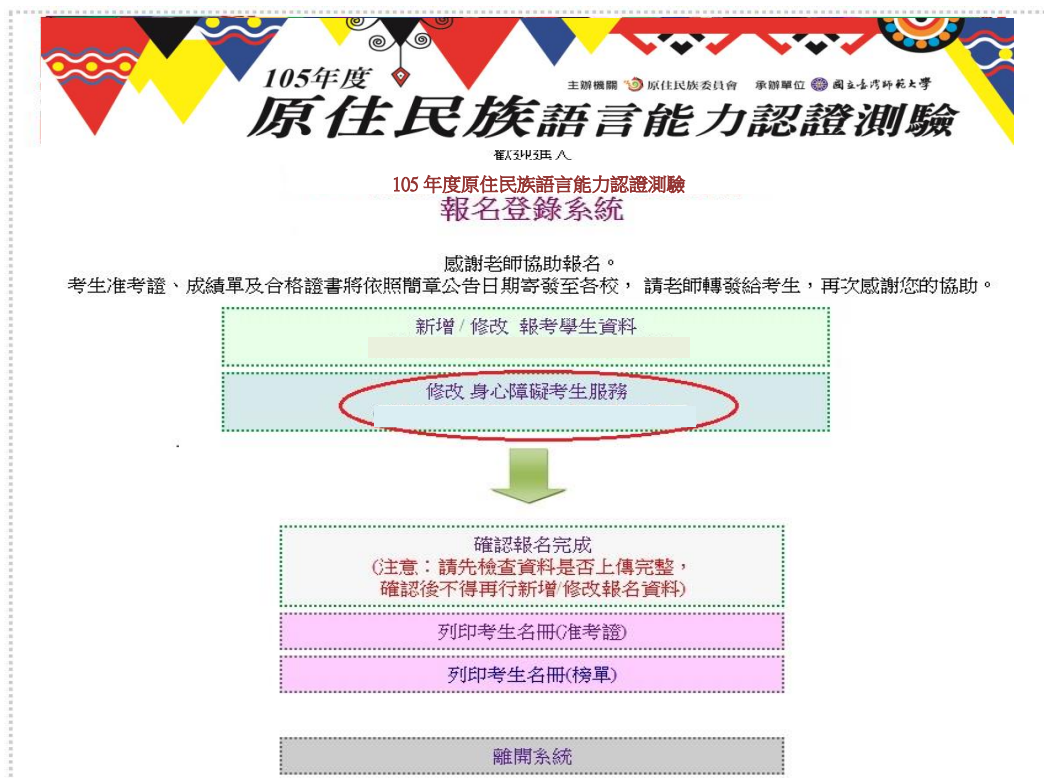 105年度
主辦機關 原住民族委員會 承辦單位 國立臺灣師範大學
原住民族語言能力認證測驗
歡迎進入
105 年度原住民族語言能力認證測驗
報名登錄系統
感謝老師協助報名。
考生准考證、成績單及合格證書將依照簡章公告日期寄發至各校， 請老師轉發給考生，再次感謝您的協助。
新增 / 修改 報考學生資料
修改 身心障礙考生服務
確認報名完成
(注意：請先檢查資料是否上傳完整，
確認後不得再行新增/修改報名資料)
列印考生名冊(准考證)
列印考生名冊(榜單)
離開系統